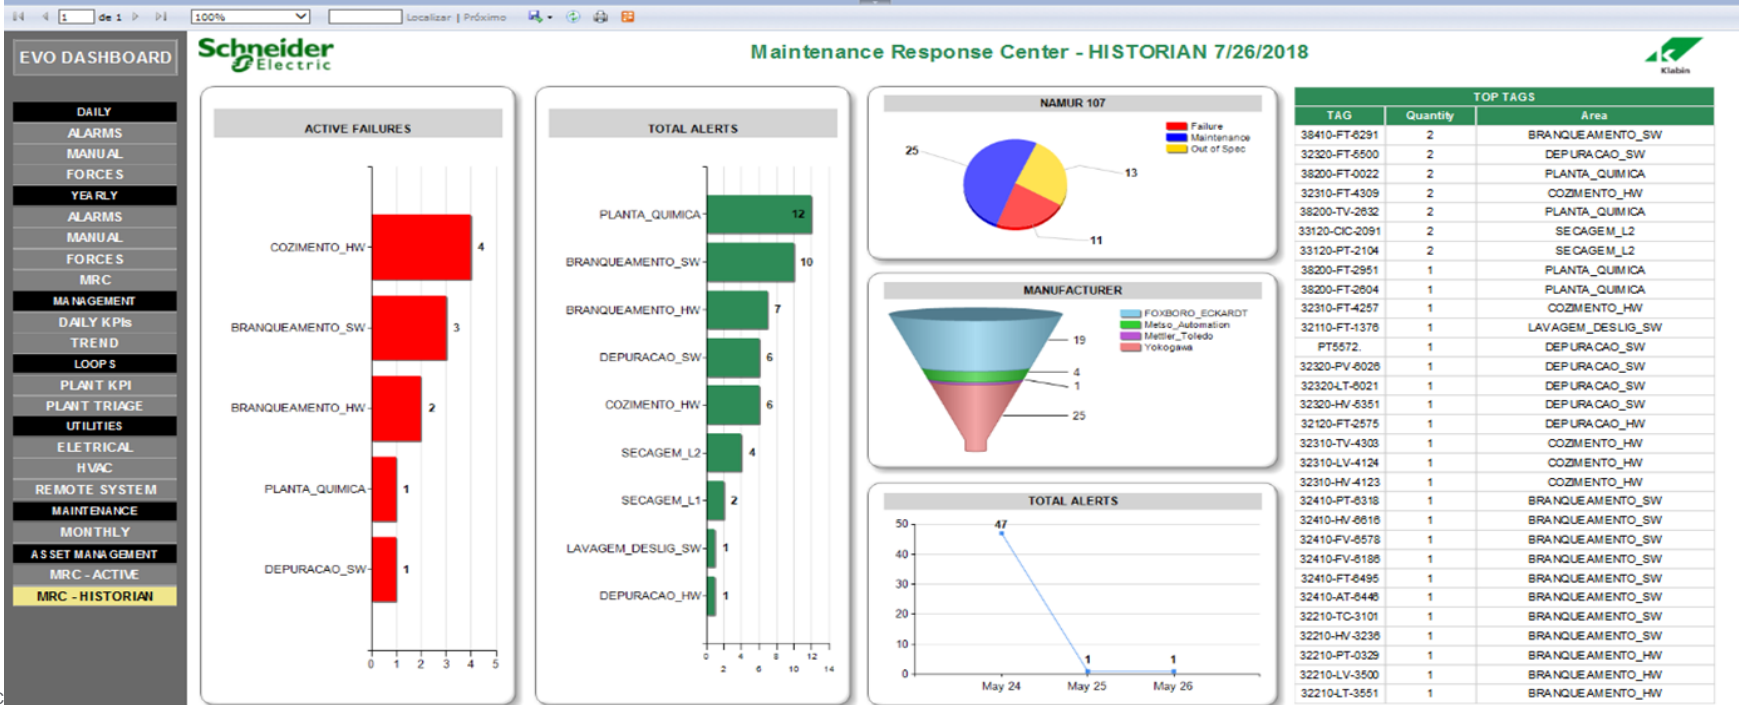 1 de 1 100% Localizar | Próximo
EVO DASHBOARD
Schneider
Electric
Maintenance Response Center - HISTORIAN 7/26/2018
Klabin
DAILY
ALARMS
MANUAL
FORCES
YEARLY
ALARMS
MANUAL
FORCES
MRC
MANAGEMENT
DAILY KPIs
TREND
LOOPS
PLANT KPI
PLANT TRIAGE
UTILITIES
ELETRICAL
HVAC
REMOTE SYSTEM
MAINTENANCE
MONTHLY
ASSET MANAGEMENT
MRC - ACTIVE
MRC - HISTORIAN
ACTIVE FAILURES
COZIMENTO_HW 4
BRANQUEAMENTO_SW 3
BRANQUEAMENTO_HW 2
PLANTA_QUIMICA 1
DEPURACAO_SW 1
0 1 2 3 4 5
TOTAL ALERTS
PLANTA_QUIMICA 12
BRANQUEAMENTO_SW 10
BRANQUEAMENTO_HW 7
DEPURACAO_SW 6
COZIMENTO_HW 6
SECAGEM_L2 4
SECAGEM_L1 2
LAVAGEM_DESLIG_SW 1
DEPURACAO_HW 1
0 4 8 12
2 6 10 14
NAMUR 107
Failure
Maintenance
Out of Spec
25
13
11
MANUFACTURER
FOXBORO_ECKARDT
Metso_Automation
Mettler_Toledo
Yokogawa
19
4
1
25
TOTAL ALERTS
50
40
30
20
10
0
47
1 1
May 24 May 25 May 26
TOP TAGS
TAG Quantity Area
38410-FT-6291 2 BRANQUEAMENTO_SW
32320-FT-5500 2 DEPURACAO_SW
38200-FT-0022 2 PLANTA_QUIMICA
32310-FT-4309 2 COZIMENTO_HW
38200-TV-2632 2 PLANTA_QUIMICA
33120-CIC-2091 2 SECAGEM_L2
33120-PT-2104 2 SECAGEM_L2
38200-FT-2951 1 PLANTA_QUIMICA
38200-FT-2604 1 PLANTA_QUIMICA
32310-FT-4257 1 COZIMENTO_HW
32110-FT-1376 1 LAVAGEM_DESLIG_SW
PT5572. 1 DEPURACAO_SW
32320-PV-6026 1 DEPURACAO_SW
32320-LT-6021 1 DEPURACAO_SW
32320-HV-5351 1 DEPURACAO_SW
32120-FT-2575 1 DEPURACAO_HW
32310-TV-4303 1 COZIMENTO_HW
32310-LV-4124 1 COZIMENTO_HW
32310-HV-4123 1 COZIMENTO_HW
32410-PT-6318 1 BRANQUEAMENTO_SW
32410-HV-6616 1 BRANQUEAMENTO_SW
32410-FV-6578 1 BRANQUEAMENTO_SW
32410-FV-6186 1 BRANQUEAMENTO_SW
32410-FT-6495 1 BRANQUEAMENTO_SW
32410-AT-6446 1 BRANQUEAMENTO_SW
32210-TC-3101 1 BRANQUEAMENTO_SW
32210-HV-3236 1 BRANQUEAMENTO_SW
32210-PT-0329 1 BRANQUEAMENTO_HW
32210-LV-3500 1 BRANQUEAMENTO_HW
32210-LT-3551 1 BRANQUEAMENTO_HW